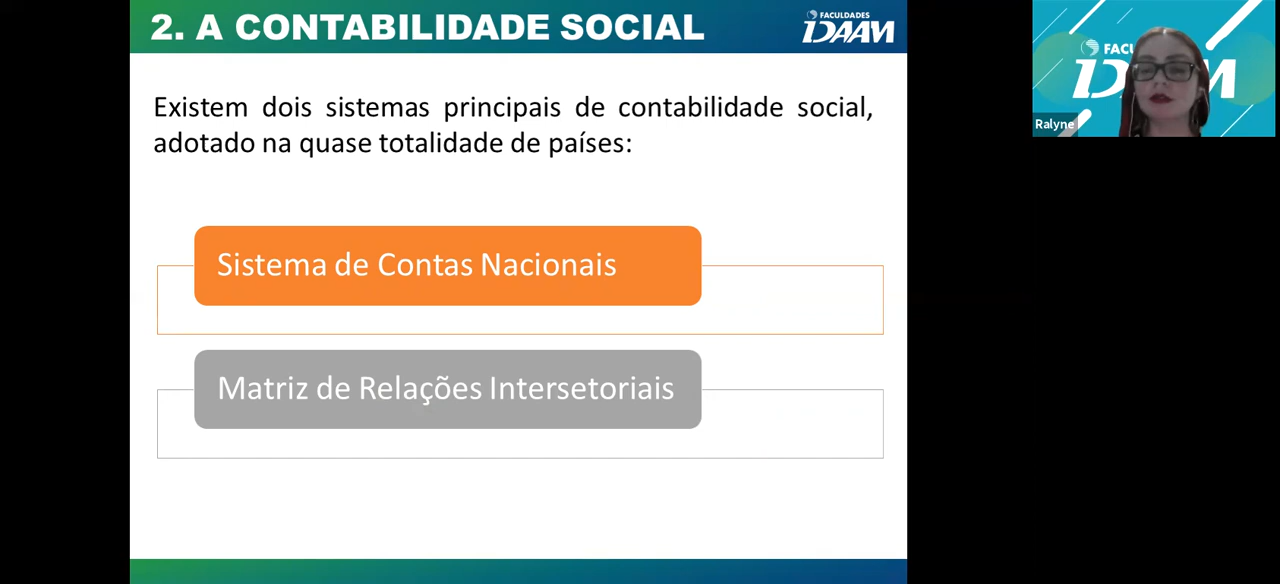 2. A CONTABILIDADE SOCIAL
FACULDADES
IDAAM
Existem dois sistemas principais de contabilidade social,
adotado na quase totalidade de países:
Sistema de Contas Nacionais
Matriz de Relações Intersetoriais
Ralyne